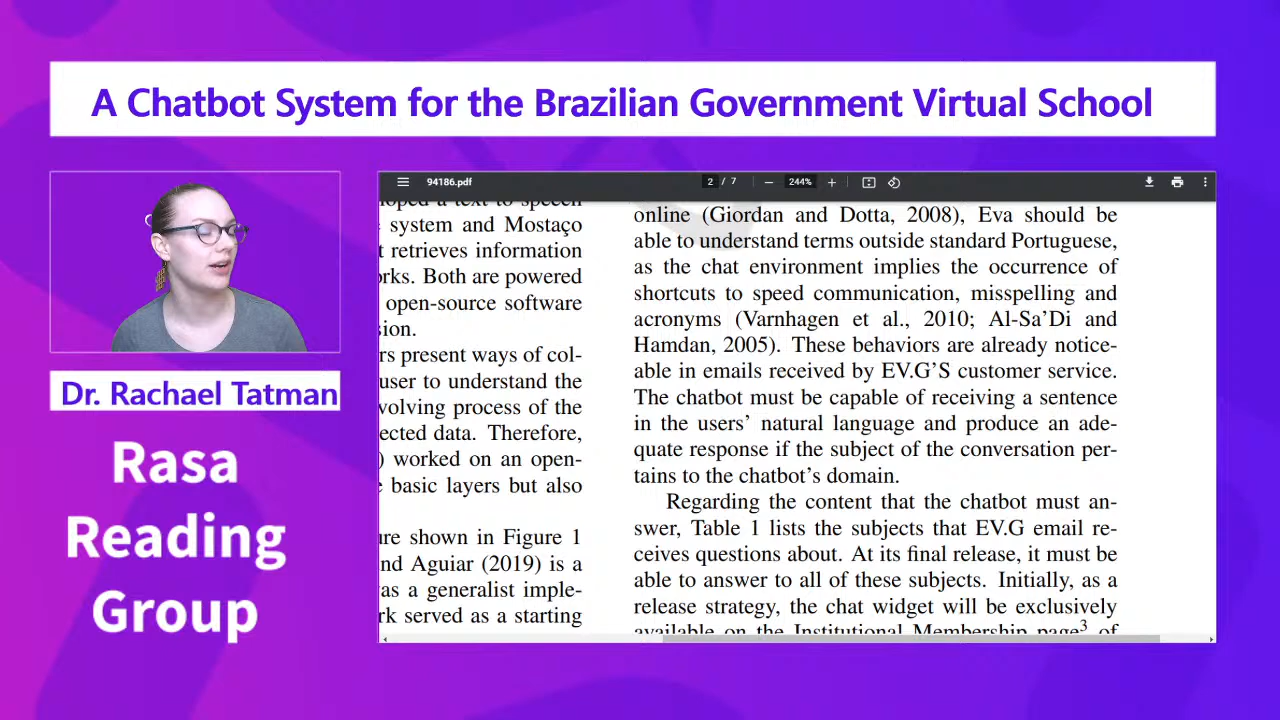 A Chatbot System for the Brazilian Government Virtual School
94186.pdf
2 / 7
244%
system and Mostaço
t retrieves information
rks. Both are powered
open-source software
sion.
rs present ways of col-
user to understand the
volving process of the
ected data. Therefore,
) worked on an open-
basic layers but also
re shown in Figure 1
nd Aguiar (2019) is a
as a generalist imple-
rk served as a starting
online (Giordan and Dotta, 2008), Eva should be
able to understand terms outside standard Portuguese,
as the chat environment implies the occurrence of
shortcuts to speed communication, misspelling and
acronyms (Varnhagen et al., 2010; Al-Sa'Di and
Hamdan, 2005). These behaviors are already notice-
able in emails received by EV.G'S customer service.
The chatbot must be capable of receiving a sentence
in the users' natural language and produce an ade-
quate response if the subject of the conversation per-
tains to the chatbot's domain.
Regarding the content that the chatbot must an-
swer, Table 1 lists the subjects that EV.G email re-
ceives questions about. At its final release, it must be
able to answer to all of these subjects. Initially, as a
release strategy, the chat widget will be exclusively
available on the Institutional Membership page3 of
Dr. Rachael Tatman
Rasa
Reading
Group